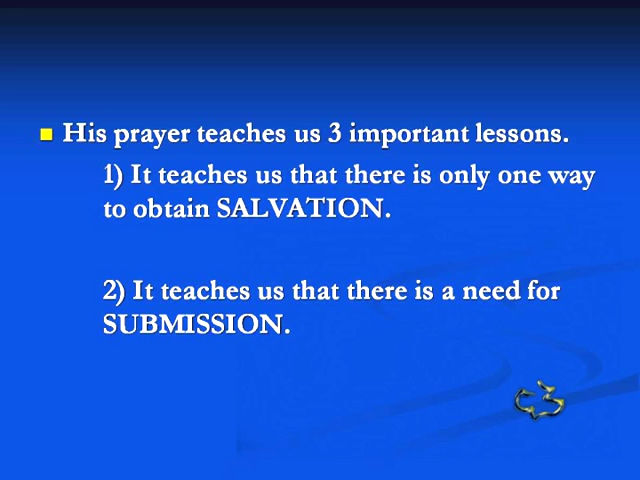 His prayer teaches us 3 important lessons.
1) It teaches us that there is only one way
to obtain SALVATION.
2) It teaches us that there is a need for
SUBMISSION.